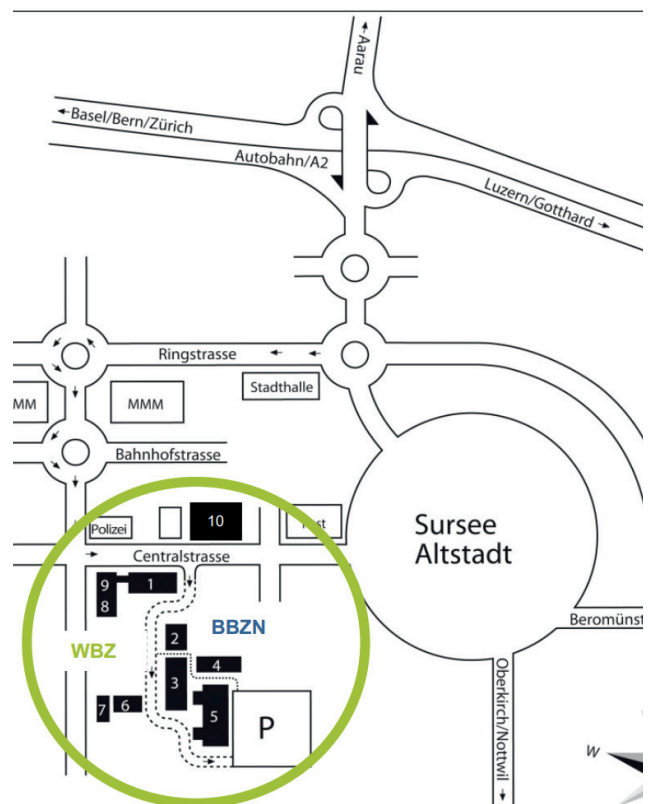 Aarau
Basel/Bern/Zürich
Autobahn/A2
Luzern/Gotthard
Ringstrasse
Stadthalle
MM
MMM
Bahnhofstrasse
Polizei
10
Sursee
Altstadt
Centralstrasse
9
1
8
2
BBZN
WBZ
4
3
5
6
7
P
Beromünst
Oberkirch/Nottwil
W